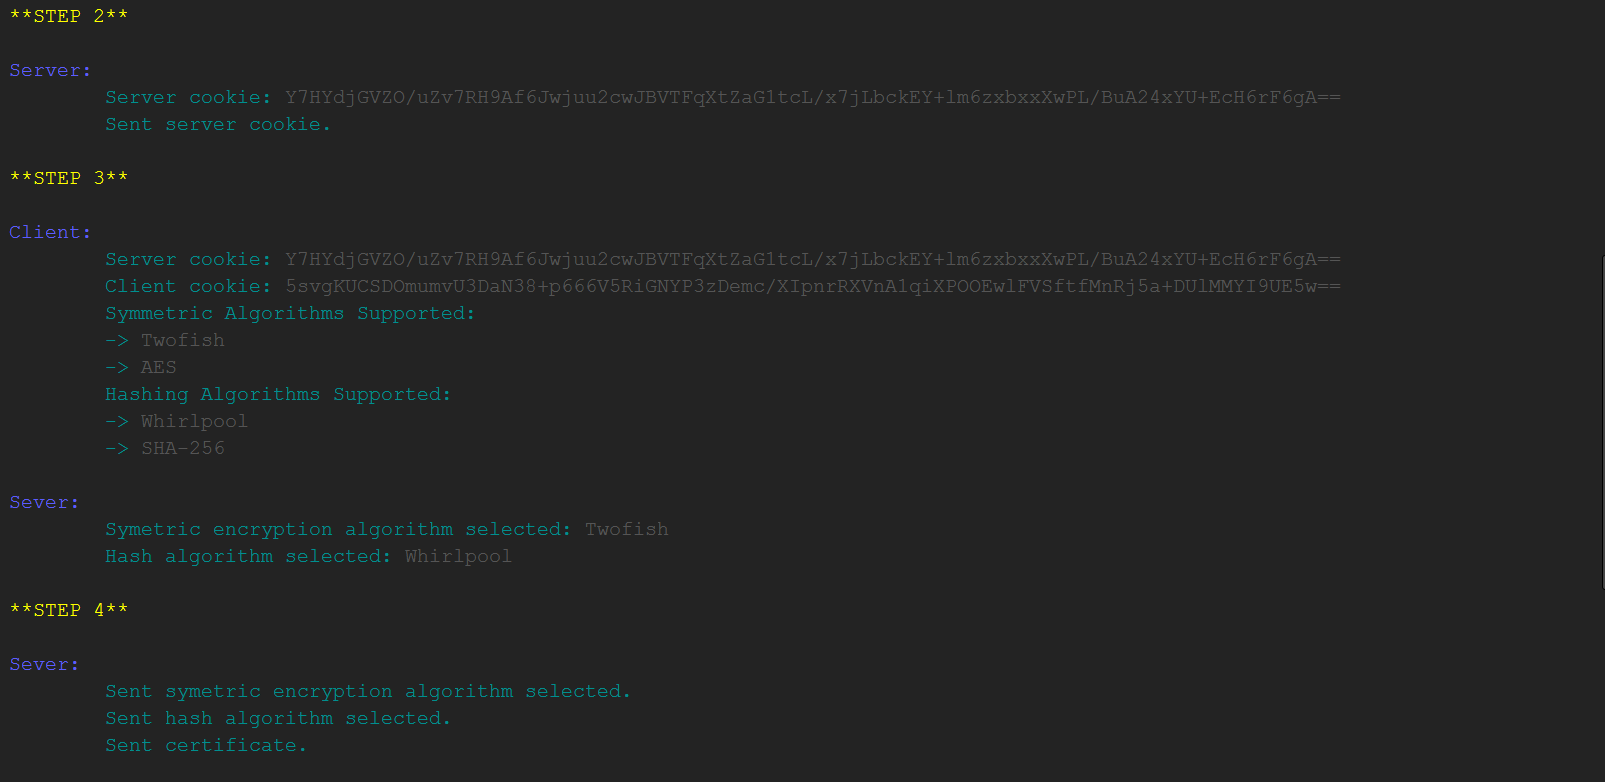 **STEP 2**
Server:
Server cookie: Y7HYdjGVZO/uZv7RH9Af6Jwjuu2cwJBVTFqXtZaG1tcL/x7jLbckEY+lm6zxbxxXwPL/BuA24xYU+EcH6rF6gA==
Sent server cookie.
**STEP 3**
Client:
Server cookie: Y7HYdjGVZO/uZv7RH9Af6Jwjuu2cwJBVTFqXtZaG1tcL/x7jLbckEY+lm6zxbxxXwPL/BuA24xYU+EcH6rF6gA==
Client cookie: 5svgKUCSDOmumvU3DaN38+p666V5RiGNYP3zDemc/XIpnrRXVnA1qiXPOOEwlFVSftfMnRj5a+DUlMMYI9UE5w==
Symmetric Algorithms Supported:
-> Twofish
-> AES
Hashing Algorithms Supported:
-> Whirlpool
-> SHA-256
Sever:
Symetric encryption algorithm selected: Twofish
Hash algorithm selected: Whirlpool
**STEP 4**
Sever:
Sent symetric encryption algorithm selected.
Sent hash algorithm selected.
Sent certificate.